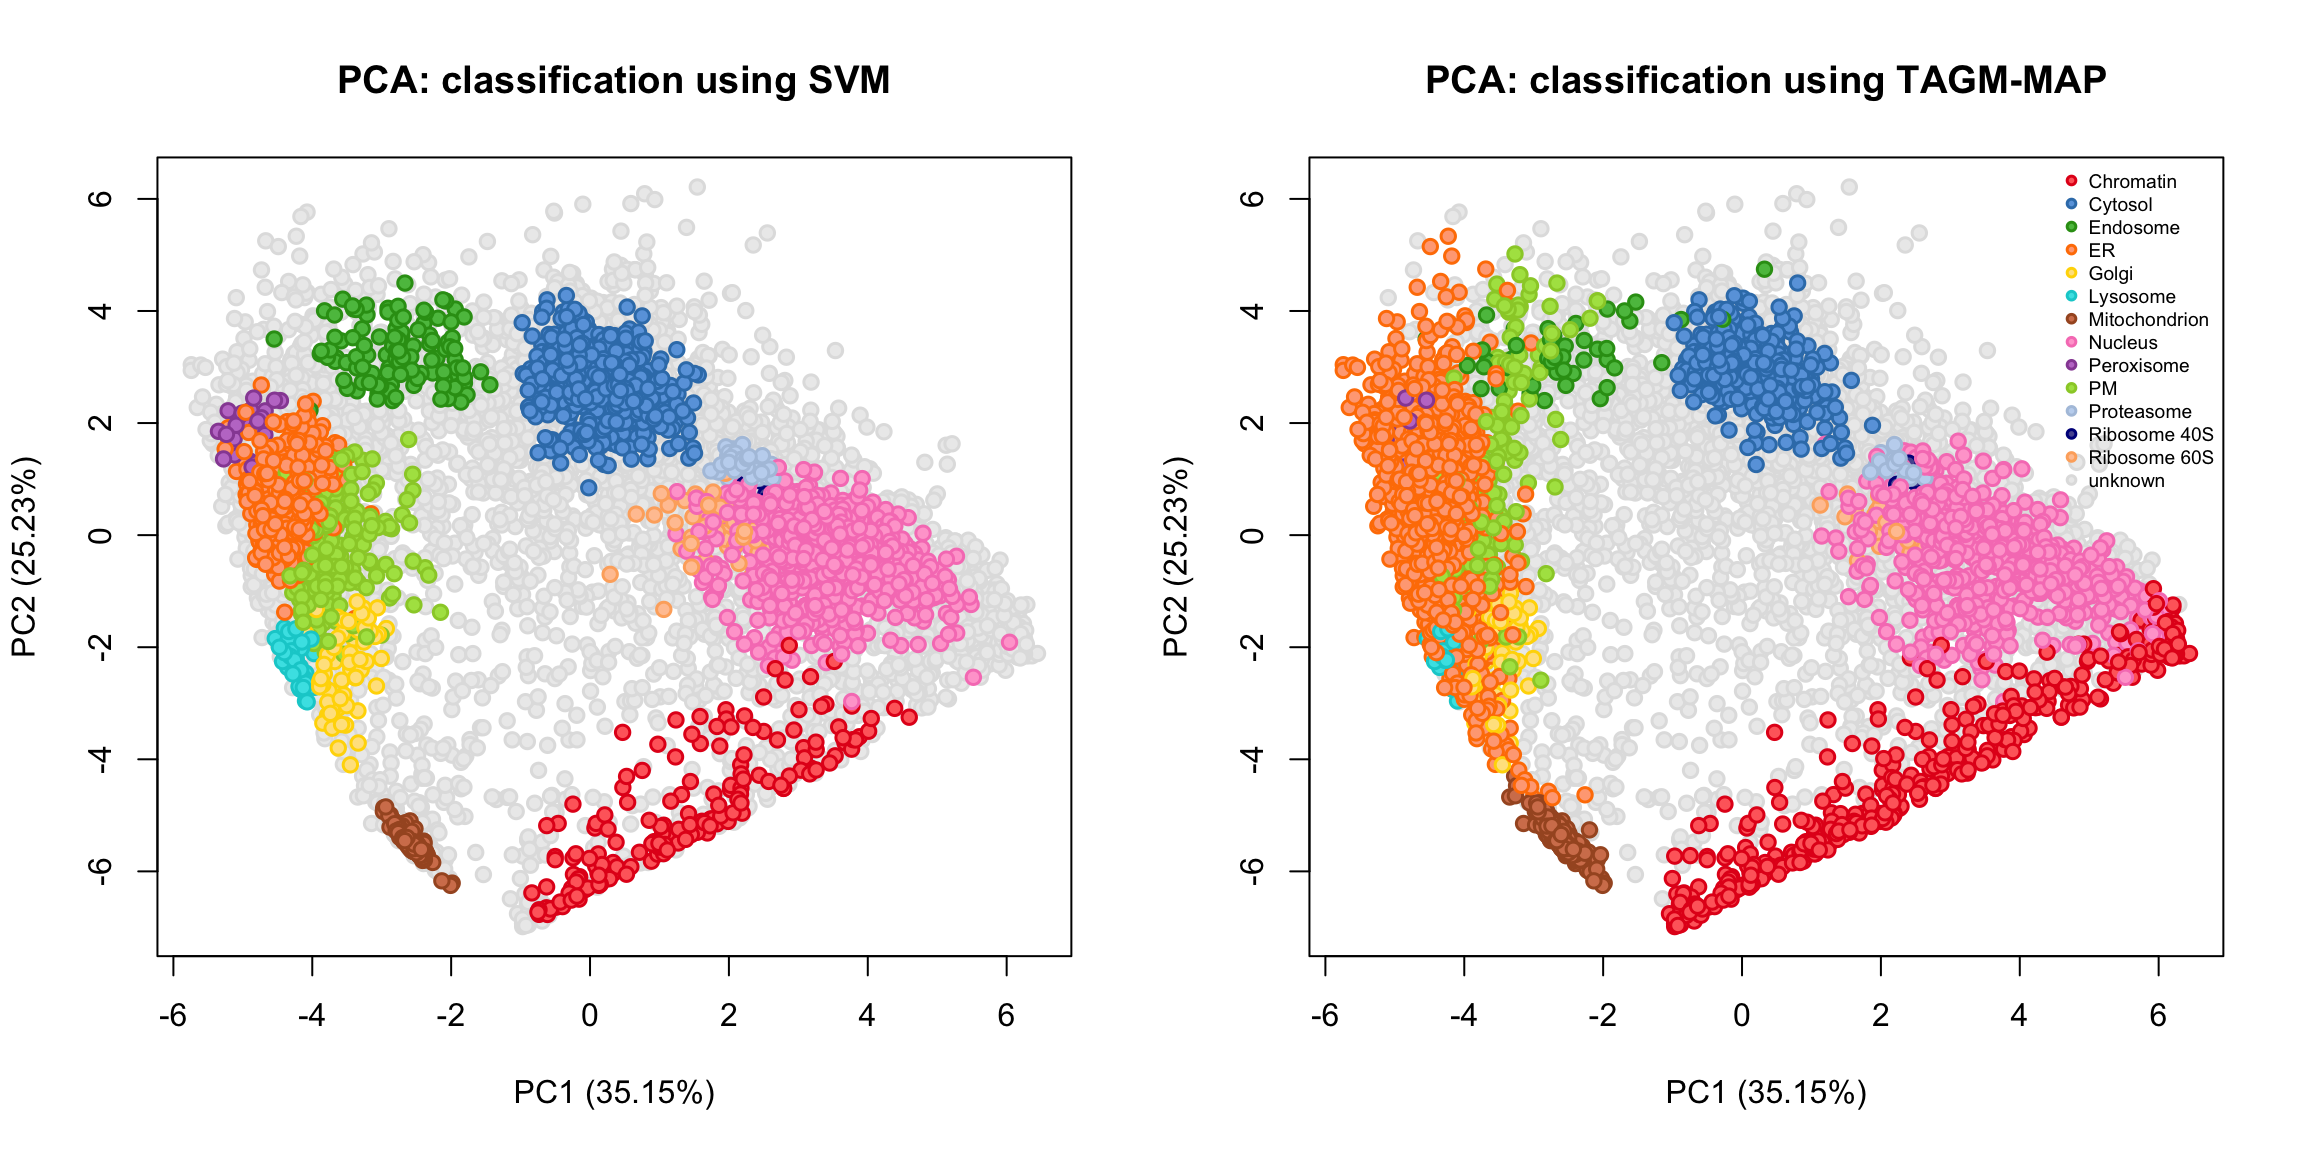 PCA: classification using SVM
PC2 (25.23%)
6
4
2
0
-2
-4
-6
-6 -4 -2 0 2 4 6
PC1 (35.15%)
PCA: classification using TAGM-MAP
PC2 (25.23%)
6
4
2
0
-2
-4
-6
Chromatin
Cytosol
Endosome
ER
Golgi
Lysosome
Mitochondrion
Nucleus
Peroxisome
PM
Proteasome
Ribosome 40S
Ribosome 60S
unknown
-6 -4 -2 0 2 4 6
PC1 (35.15%)